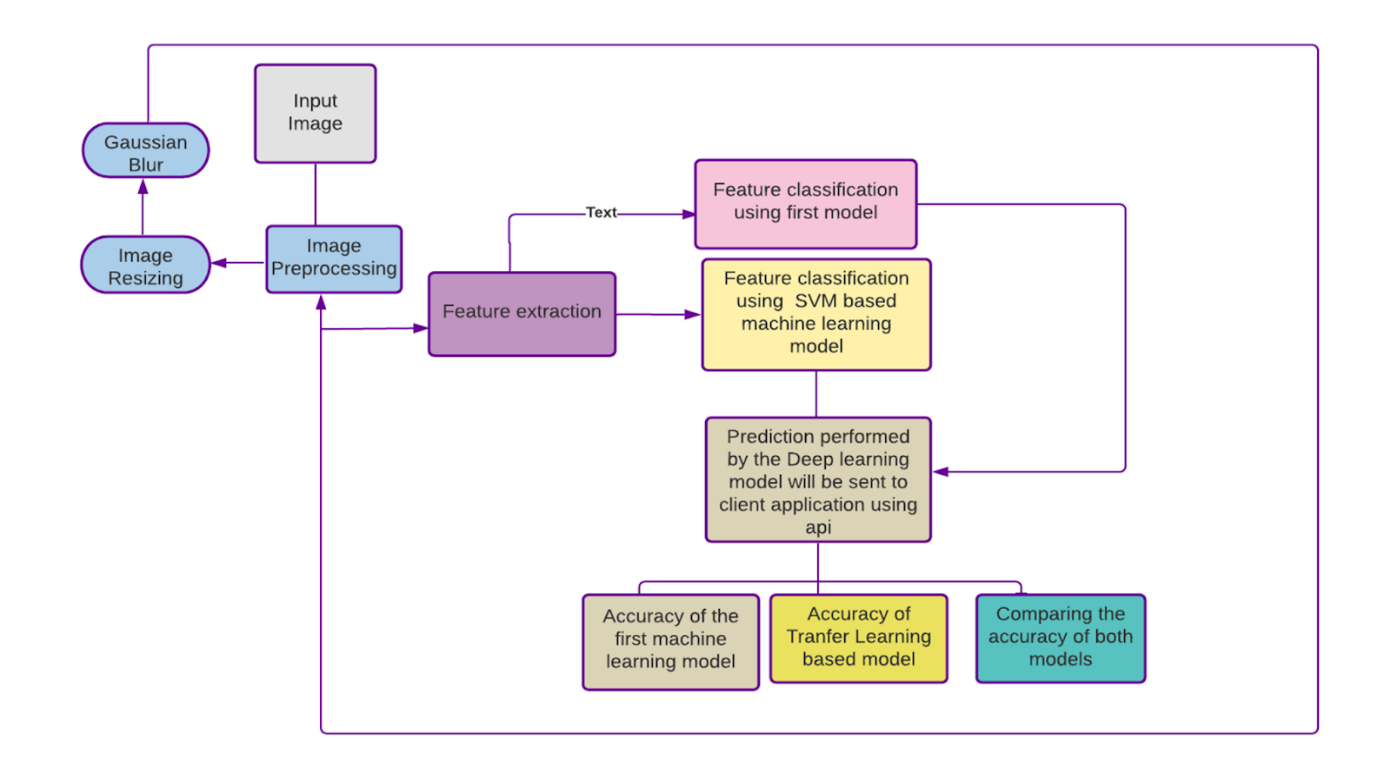 Input
Image
Gaussian
Blur
Image
Preprocessing
Image
Resizing
Feature extraction
Text
Feature classification
using first model
Feature classification
using SVM based
machine learning
model
Prediction performed
by the Deep learning
model will be sent to
client application using
api
Accuracy of the
first machine
learning model
Accuracy of
Tranfer Learning
based model
Comparing the
accuracy of both
models